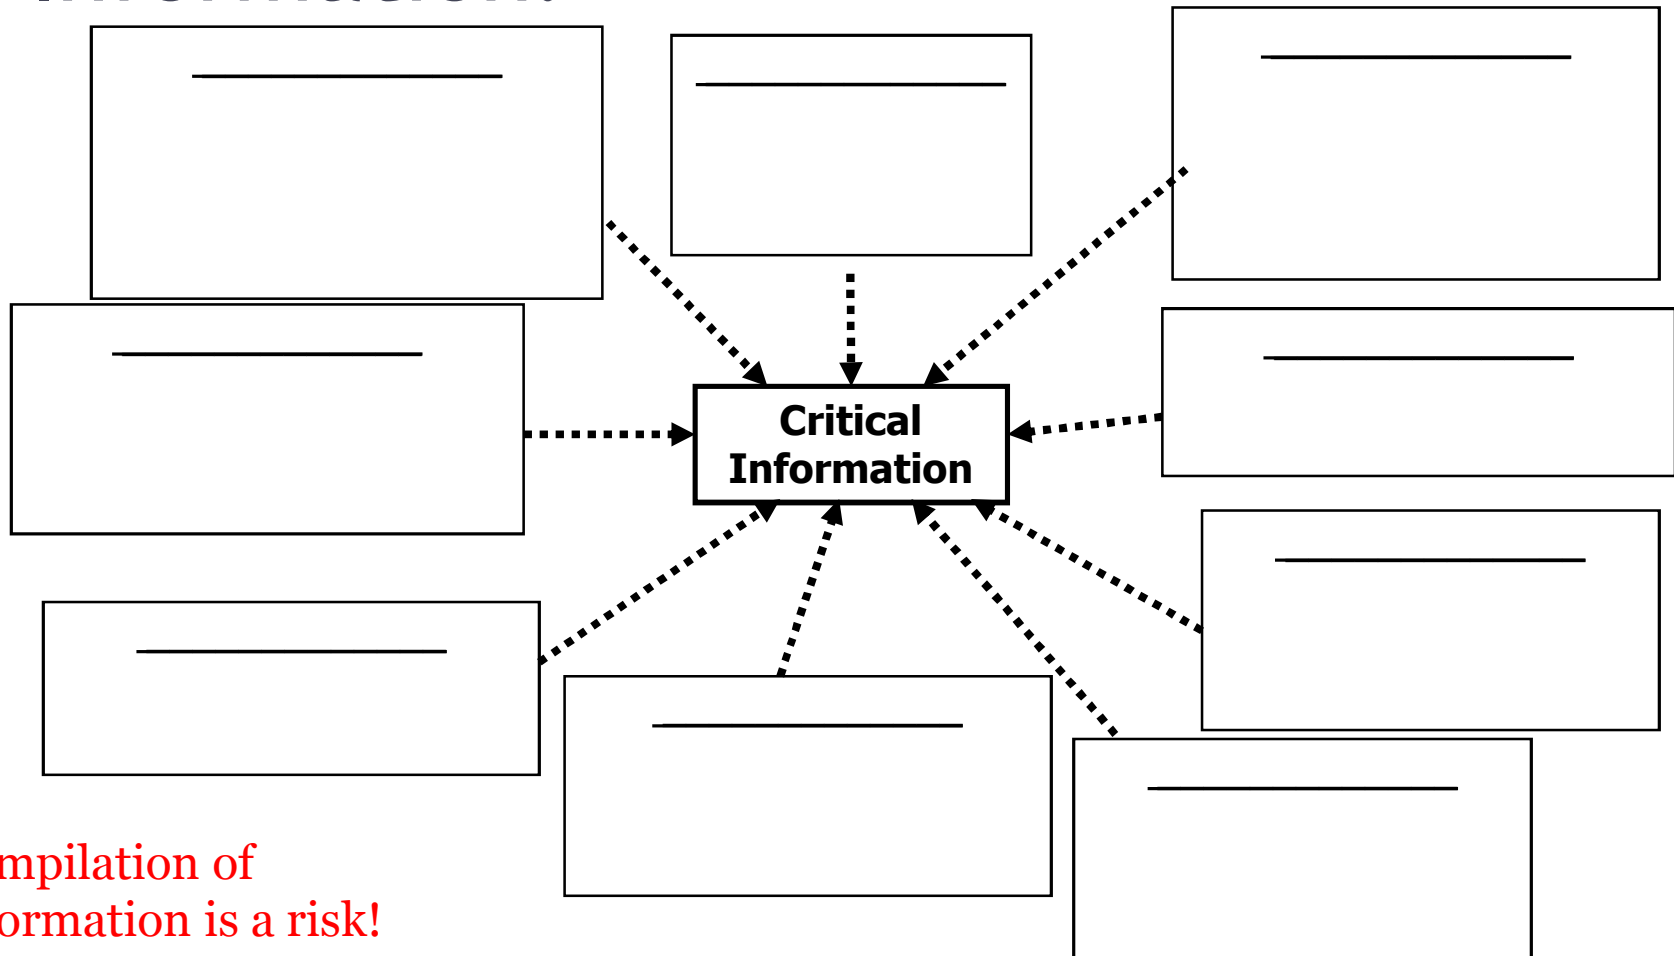 Critical
Information
mpilation of
ormation is a risk!